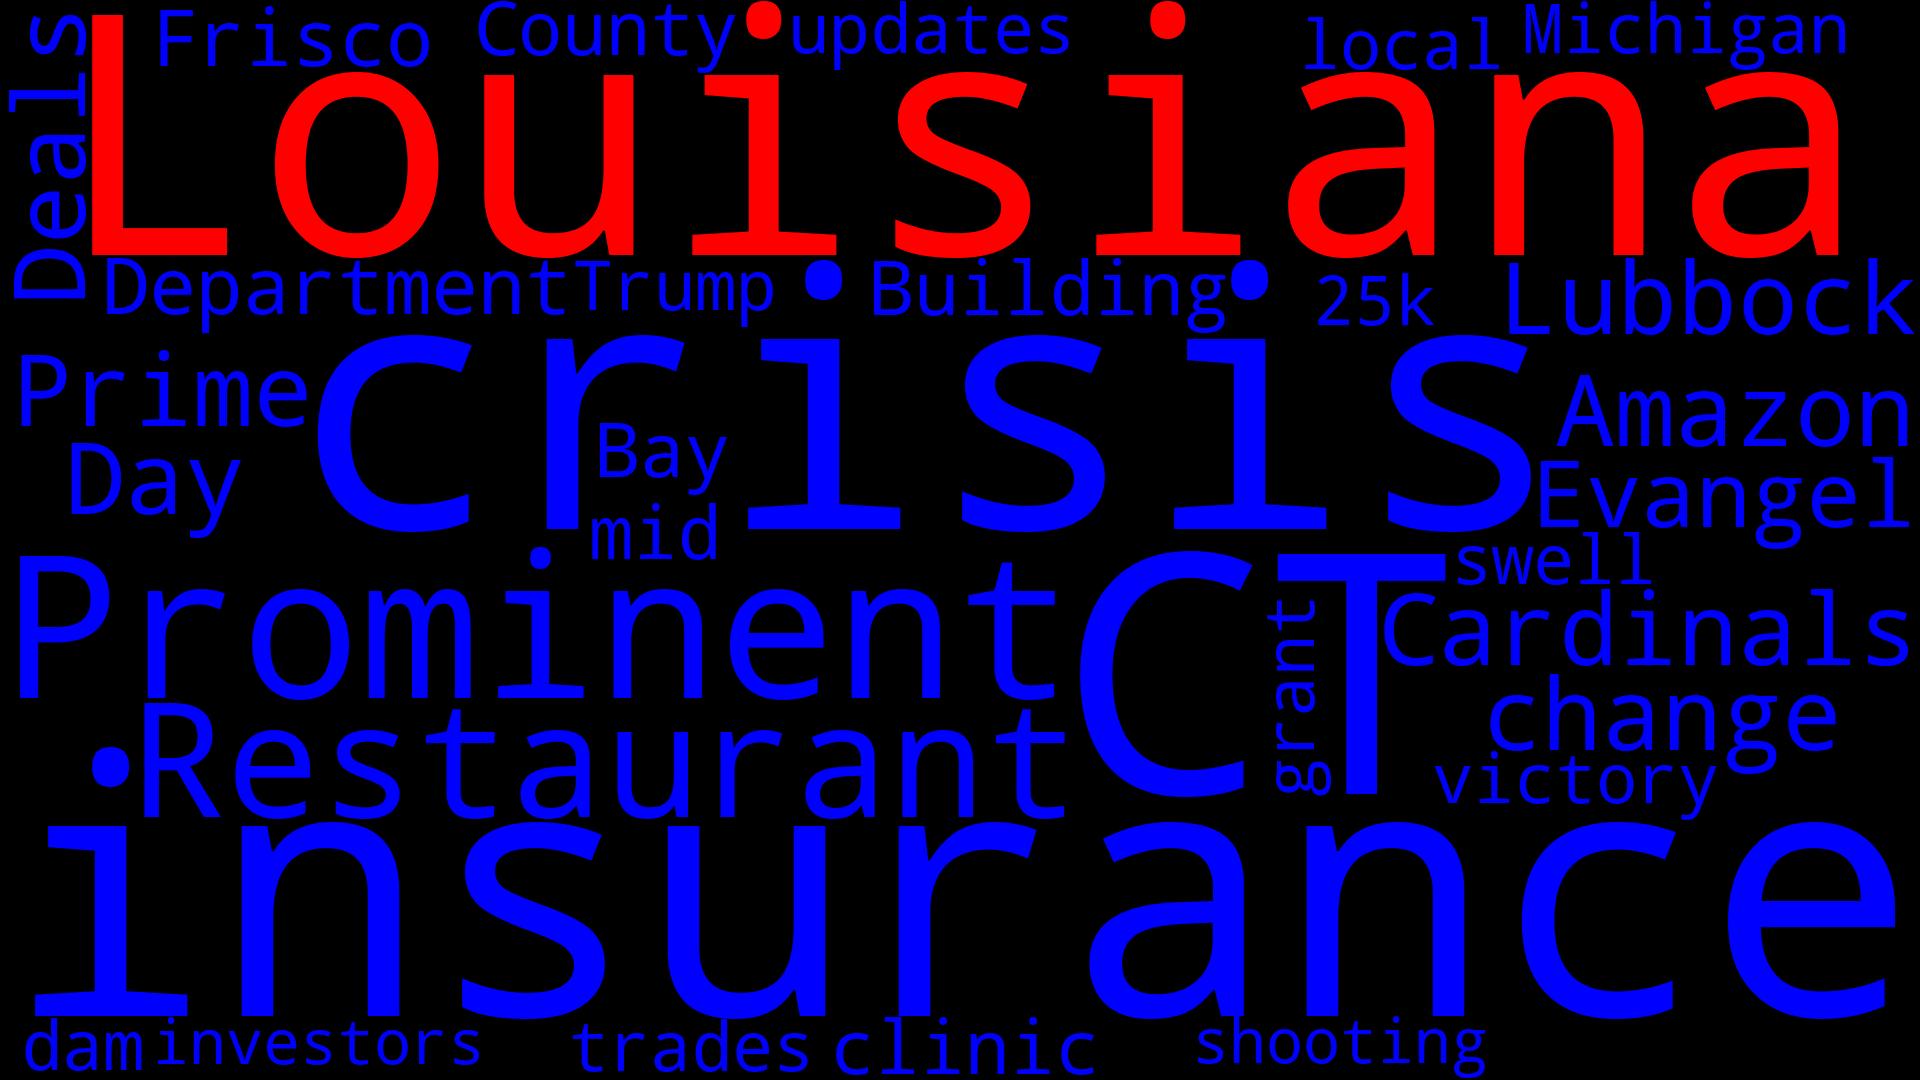 Deals
Frisco
County
updates
local
Michigan
Louisiana
Department
Trump
Building
25k
Lubbock
Prime
crisis
Amazon
Day
Bay
Evangel
mid
swell
Prominent
CT
grant
Cardinals
change
Restaurant
victory
insurance
dam
investors
trades
clinic
shooting